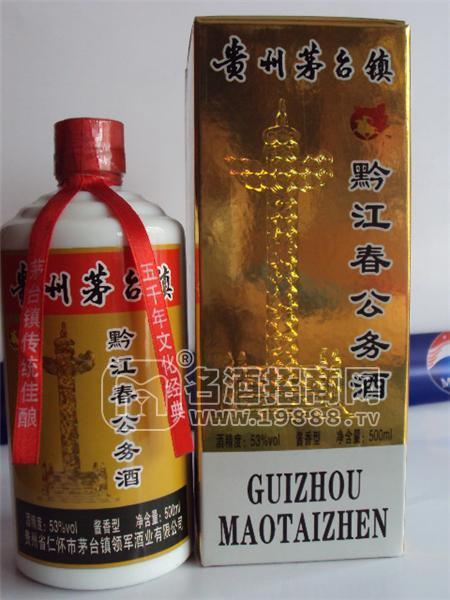 贵州茅台镇
黔江春公务酒
酒精度：53%vol 酱香型 净含量：500ml
GUIZHOU
MAOTAIZHEN
贵州茅台镇
黔江春公务酒
茅台镇传统佳酿
五千年文化经典
酒精度：53%vol 酱香型 净含量：500ml
贵州省仁怀市茅台镇领军酒业有限公司
®名酒招商网
www.19888.tv